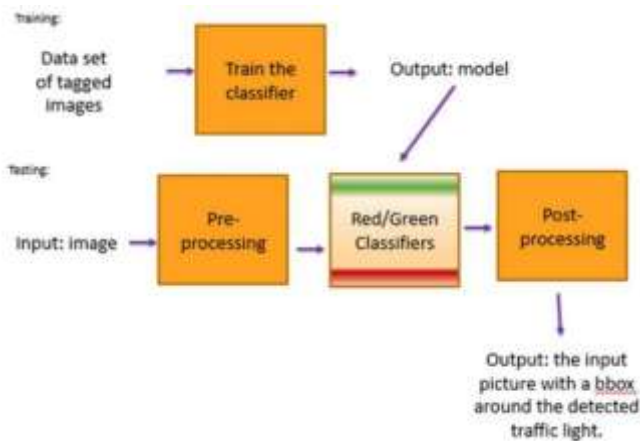 Training:
Data set
of tagged
images
Train the
classifier
Output: model
Testing:
Input: image
Pre-
processing
Red/Green
Classifiers
Post-
processing
Output: the input
picture with a bbox
around the detected
traffic light.